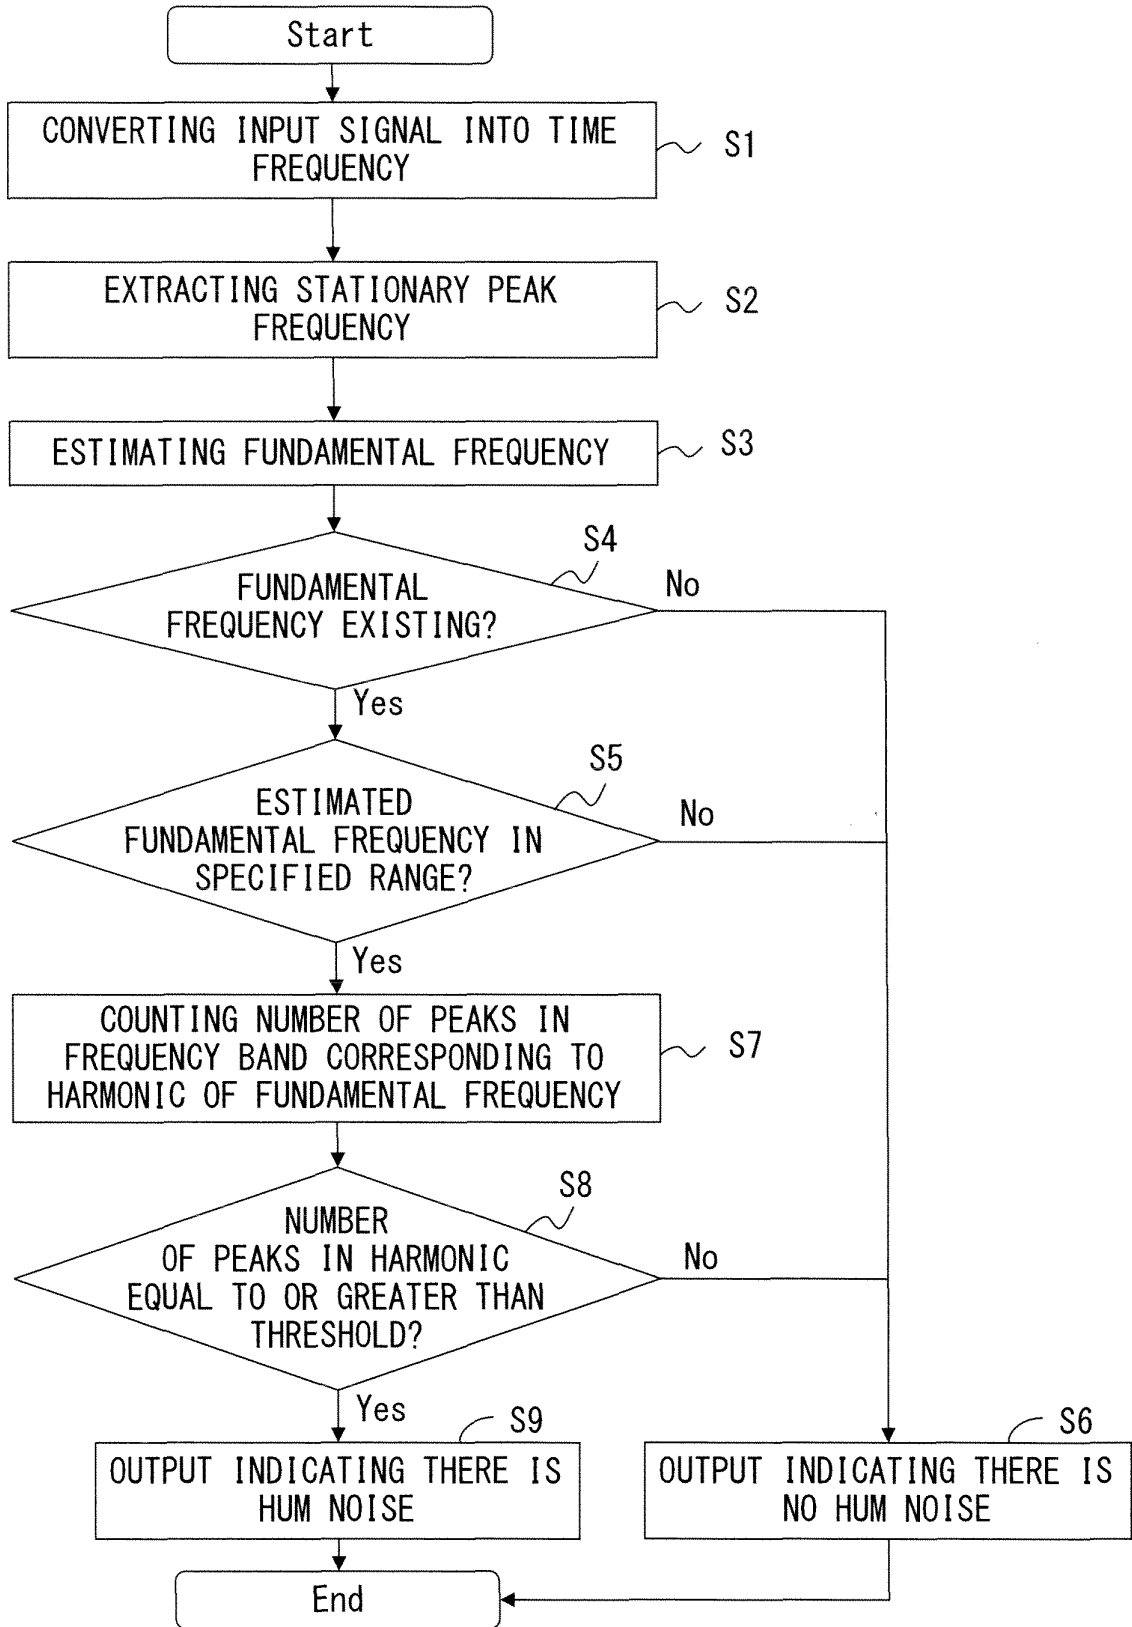 Start
CONVERTING INPUT SIGNAL INTO TIME
FREQUENCY
S1
EXTRACTING STATIONARY PEAK
FREQUENCY
S2
ESTIMATING FUNDAMENTAL FREQUENCY
S3
S4
FUNDAMENTAL
FREQUENCY EXISTING?
No
Yes
S5
ESTIMATED
FUNDAMENTAL FREQUENCY IN
SPECIFIED RANGE?
No
Yes
COUNTING NUMBER OF PEAKS IN
FREQUENCY BAND CORRESPONDING TO
HARMONIC OF FUNDAMENTAL FREQUENCY
S7
S8
NUMBER
OF PEAKS IN HARMONIC
EQUAL TO OR GREATER THAN
THRESHOLD?
No
Yes
S9
OUTPUT INDICATING THERE IS
HUM NOISE
S6
OUTPUT INDICATING THERE IS
NO HUM NOISE
End